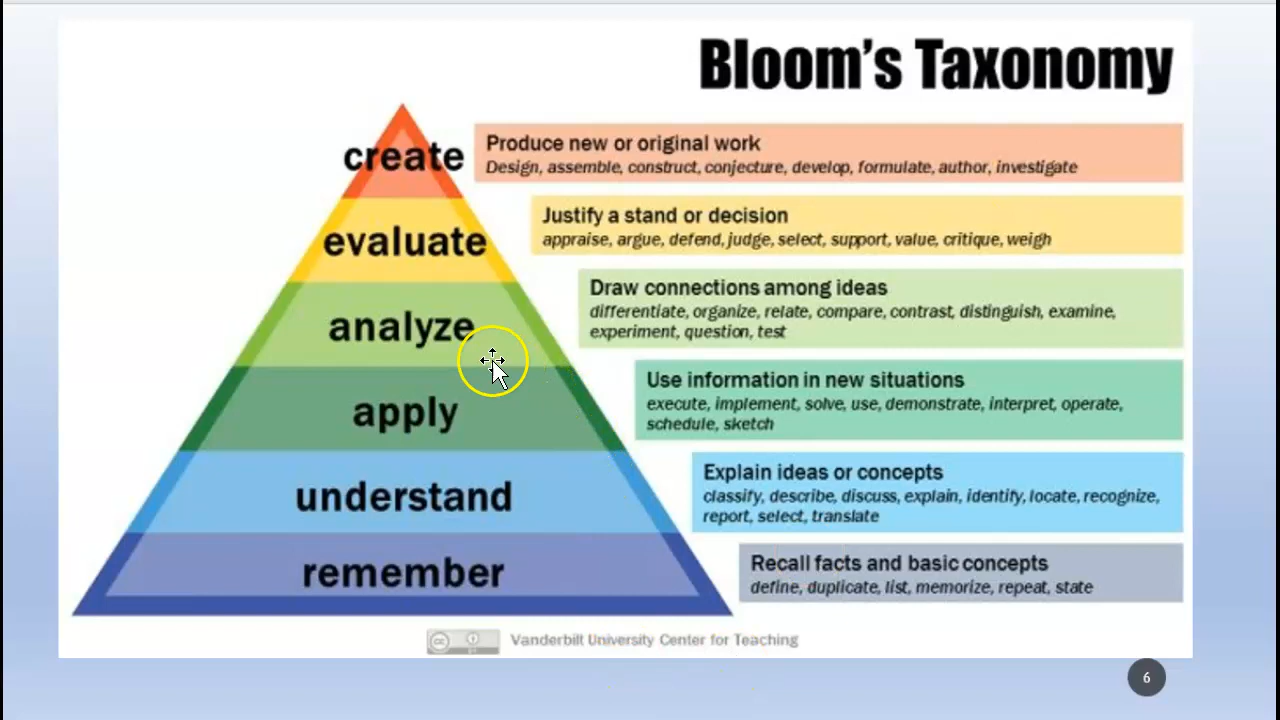 Bloom's Taxonomy
create
Produce new or original work
Design, assemble, construct, conjecture, develop, formulate, author, investigate
evaluate
Justify a stand or decision
appraise, argue, defend, judge, select, support, value, critique, weigh
analyze
Draw connections among ideas
differentiate, organize, relate, compare, contrast, distinguish, examine,
experiment, question, test
apply
Use information in new situations
execute, implement, solve, use, demonstrate, interpret, operate,
schedule, sketch
understand
Explain ideas or concepts
classify, describe, discuss, explain, identify, locate, recognize,
report, select, translate
remember
Recall facts and basic concepts
define, duplicate, list, memorize, repeat, state
cc Vanderbilt University Center for Teaching
6